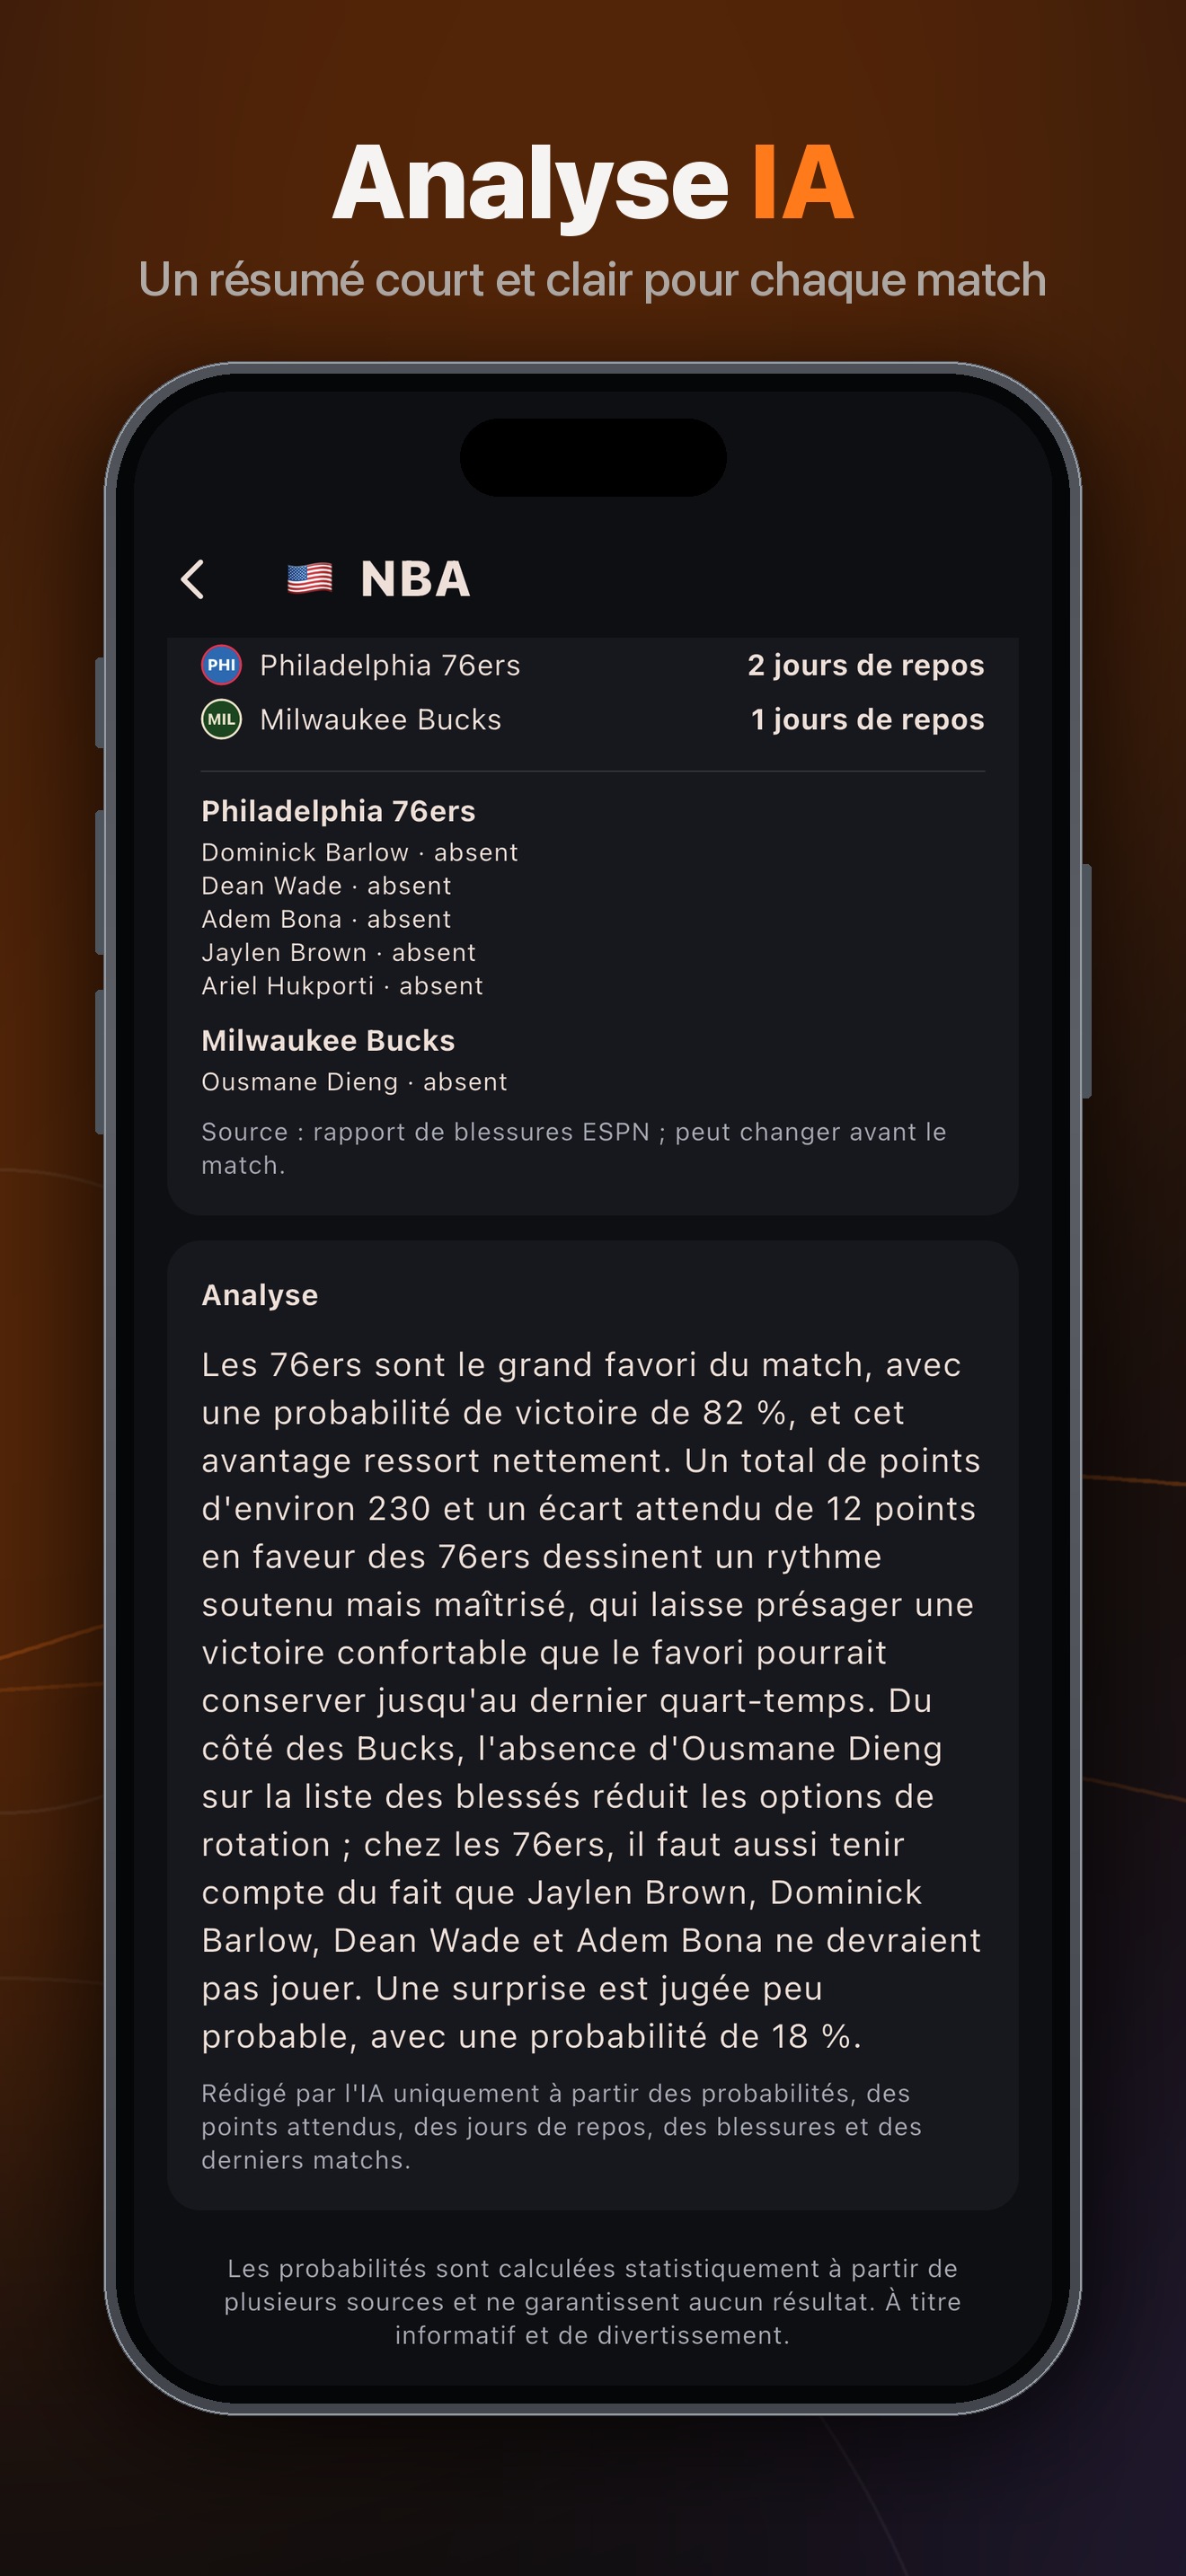 Analyse IA
Un résumé court et clair pour chaque match
NBA
PHI Philadelphia 76ers 2 jours de repos
MIL Milwaukee Bucks 1 jours de repos
Philadelphia 76ers
Dominick Barlow · absent
Dean Wade · absent
Adem Bona · absent
Jaylen Brown · absent
Ariel Hukporti · absent
Milwaukee Bucks
Ousmane Dieng · absent
Source : rapport de blessures ESPN ; peut changer avant le
match.
Analyse
Les 76ers sont le grand favori du match, avec
une probabilité de victoire de 82 %, et cet
avantage ressort nettement. Un total de points
d'environ 230 et un écart attendu de 12 points
en faveur des 76ers dessinent un rythme
soutenu mais maîtrisé, qui laisse présager une
victoire confortable que le favori pourrait
conserver jusqu'au dernier quart-temps. Du
côté des Bucks, l'absence d'Ousmane Dieng
sur la liste des blessés réduit les options de
rotation ; chez les 76ers, il faut aussi tenir
compte du fait que Jaylen Brown, Dominick
Barlow, Dean Wade et Adem Bona ne devraient
pas jouer. Une surprise est jugée peu
probable, avec une probabilité de 18 %.
Rédigé par l'IA uniquement à partir des probabilités, des
points attendus, des jours de repos, des blessures et des
derniers matchs.
Les probabilités sont calculées statistiquement à partir de
plusieurs sources et ne garantissent aucun résultat. À titre
informatif et de divertissement.